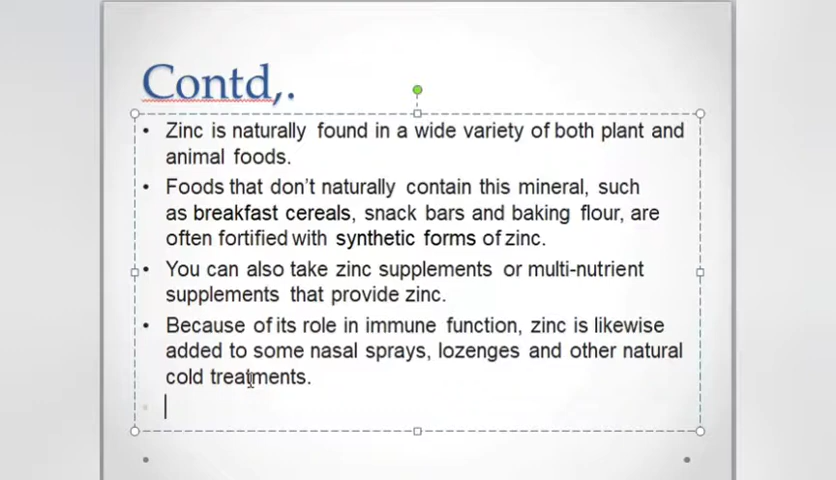 Contd,.
• Zinc is naturally found in a wide variety of both plant and
animal foods.
• Foods that don't naturally contain this mineral, such
as breakfast cereals, snack bars and baking flour, are
often fortified with synthetic forms of zinc.
• You can also take zinc supplements or multi-nutrient
supplements that provide zinc.
• Because of its role in immune function, zinc is likewise
added to some nasal sprays, lozenges and other natural
cold treatments.